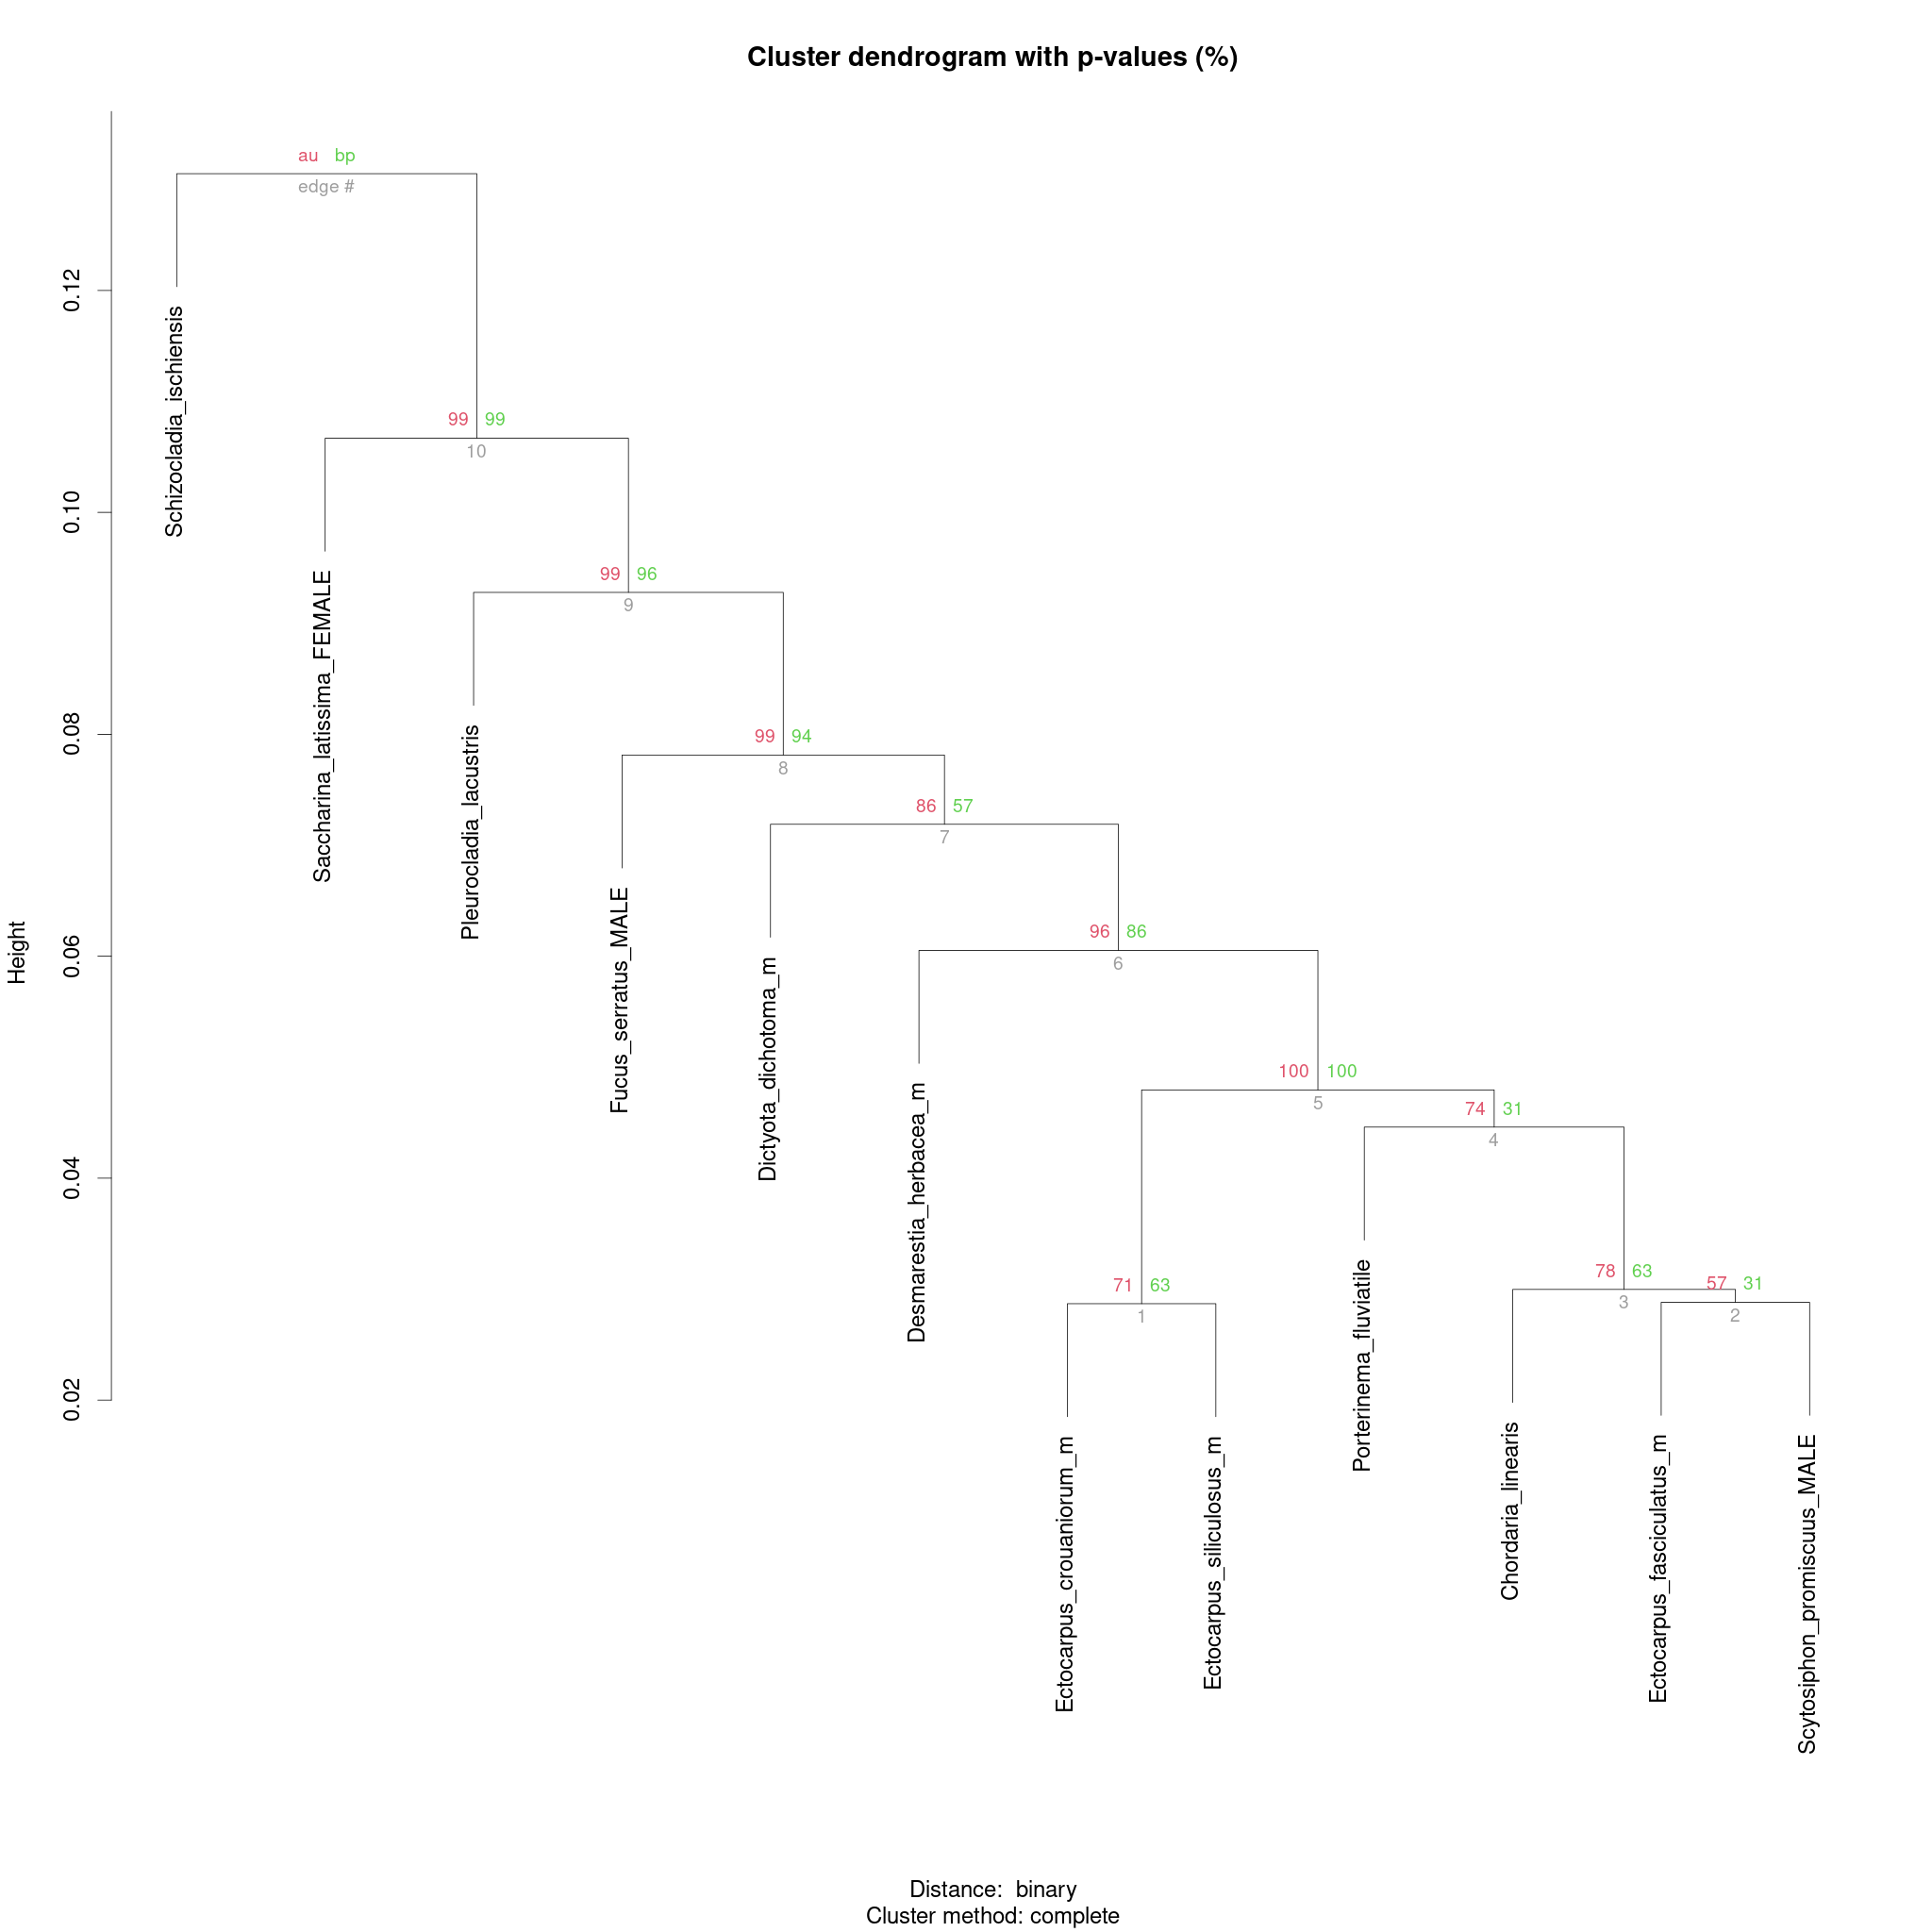 Cluster dendrogram with p-values (%)
au bp
edge #
0.12
Schizocladia_ischiensis
99 99
10
0.10
Saccharina_latissima_FEMALE
99 96
9
0.08
Pleurocladia_lacustris
99 94
8
86 57
7
Fucus_serratus_MALE
96 86
6
Height
0.06
Dictyota_dichotoma_m
100 100
5
74 31
4
Desmarestia_herbacea_m
0.04
71 63
1
Porterinema_fluviatile
78 63
3
57 31
2
0.02
Ectocarpus_crouaniorum_m
Ectocarpus_siliculosus_m
Chordaria_linearis
Ectocarpus_fasciculatus_m
Scytosiphon_promiscuus_MALE
Distance: binary
Cluster method: complete